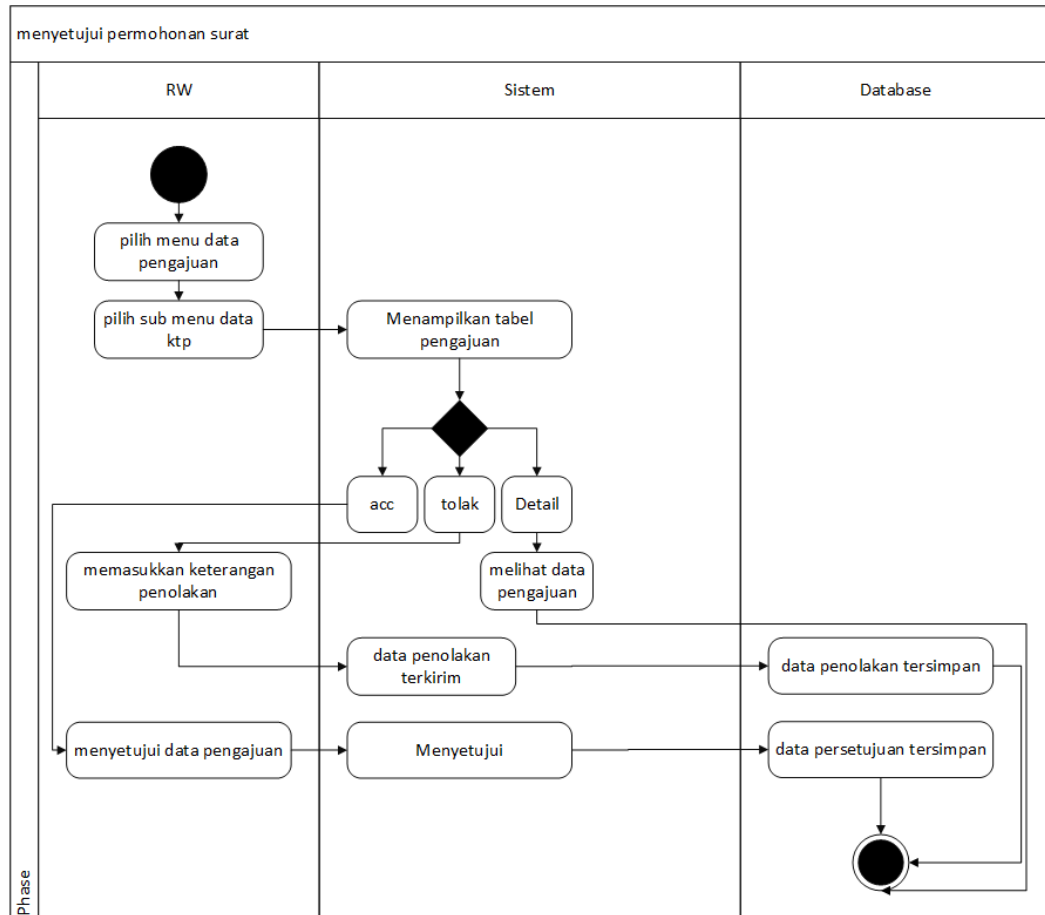 menyetujui permohonan surat
RW
Sistem
Database
pilih menu data
pengajuan
pilih sub menu data
ktp
Menampilkan tabel
pengajuan
acc
tolak
Detail
memasukkan keterangan
penolakan
melihat data
pengajuan
data penolakan
terkirim
data penolakan tersimpan
menyetujui data pengajuan
Menyetujui
data persetujuan tersimpan
Phase